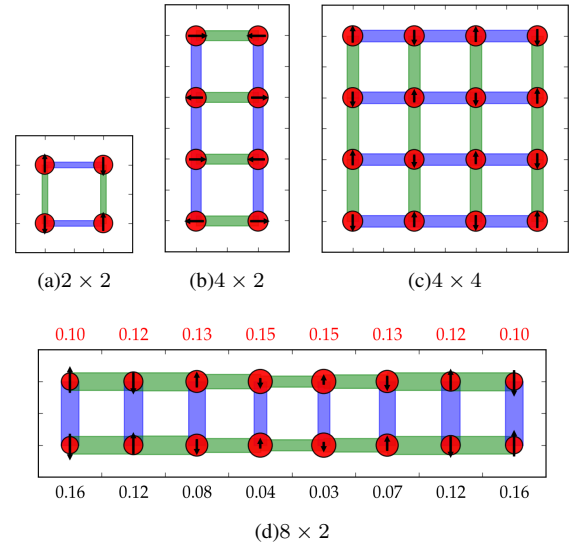 (a)2 × 2
(b)4 × 2
(c)4 × 4
0.10 0.12 0.13 0.15 0.15 0.13 0.12 0.10
0.16 0.12 0.08 0.04 0.03 0.07 0.12 0.16
(d)8 × 2